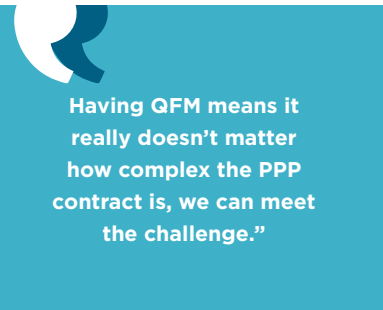 Having QFM means it
really doesn’t matter
how complex the PPP
contract is, we can meet
the challenge.”